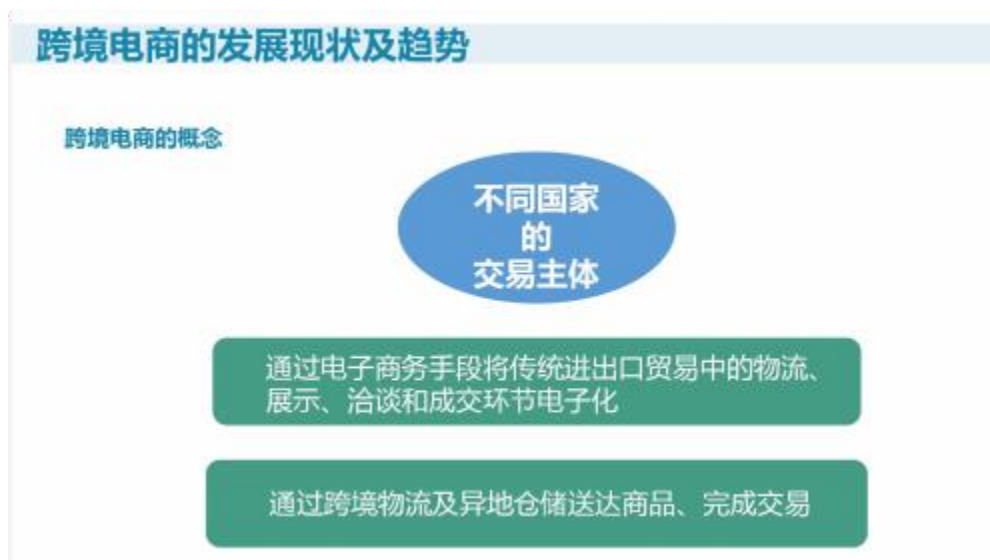 跨境电商的发展现状及趋势
跨境电商的概念
不同国家
的
交易主体
通过电子商务手段将传统进出口贸易中的物流、
展示、洽谈和成交环节电子化
通过跨境物流及异地仓储送达商品、完成交易